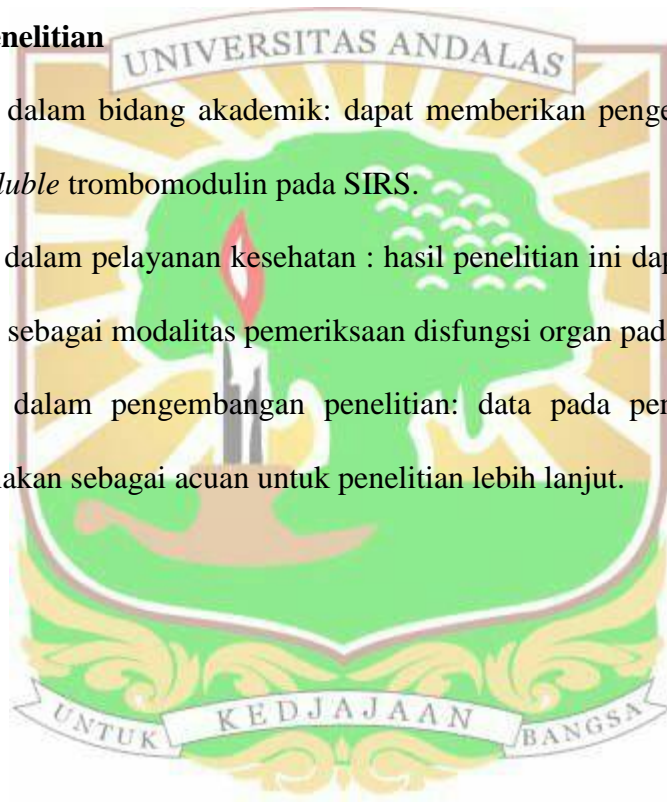 enelitian
UNIVERSITAS ANDALAS
dalam bidang akademik: dapat memberikan penge
luble trombomodulin pada SIRS.
dalam pelayanan kesehatan : hasil penelitian ini dap
sebagai modalitas pemeriksaan disfungsi organ pad
dalam pengembangan penelitian: data pada per
akan sebagai acuan untuk penelitian lebih lanjut.
UNTUK KEDJAJAAN BANGSA